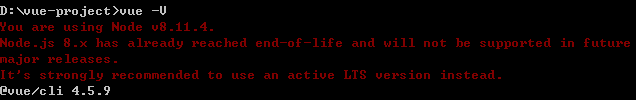 D:\vue-project>vue -V
You are using Node v8.11.4.
Node.js 8.x has already reached end-of-life and will not be supported in future
major releases.
It's strongly recommended to use an active LTS version instead.
@vue/cli 4.5.9